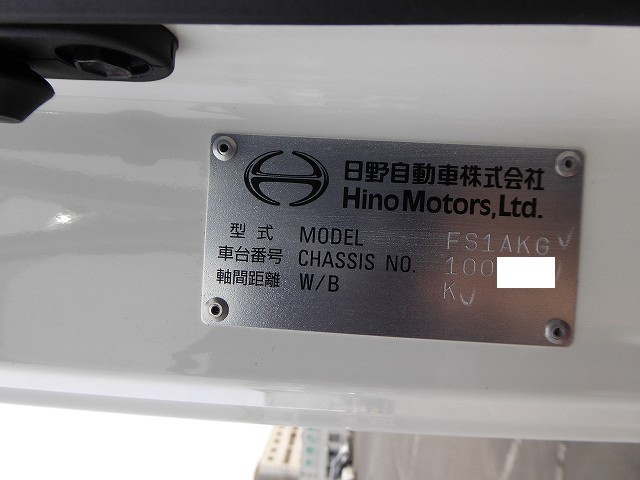 日野自動車株式会社
Hino Motors, Ltd.
型式 MODEL FS1AKG
車台番号 CHASSIS NO. 100
軸間距離 W/B K